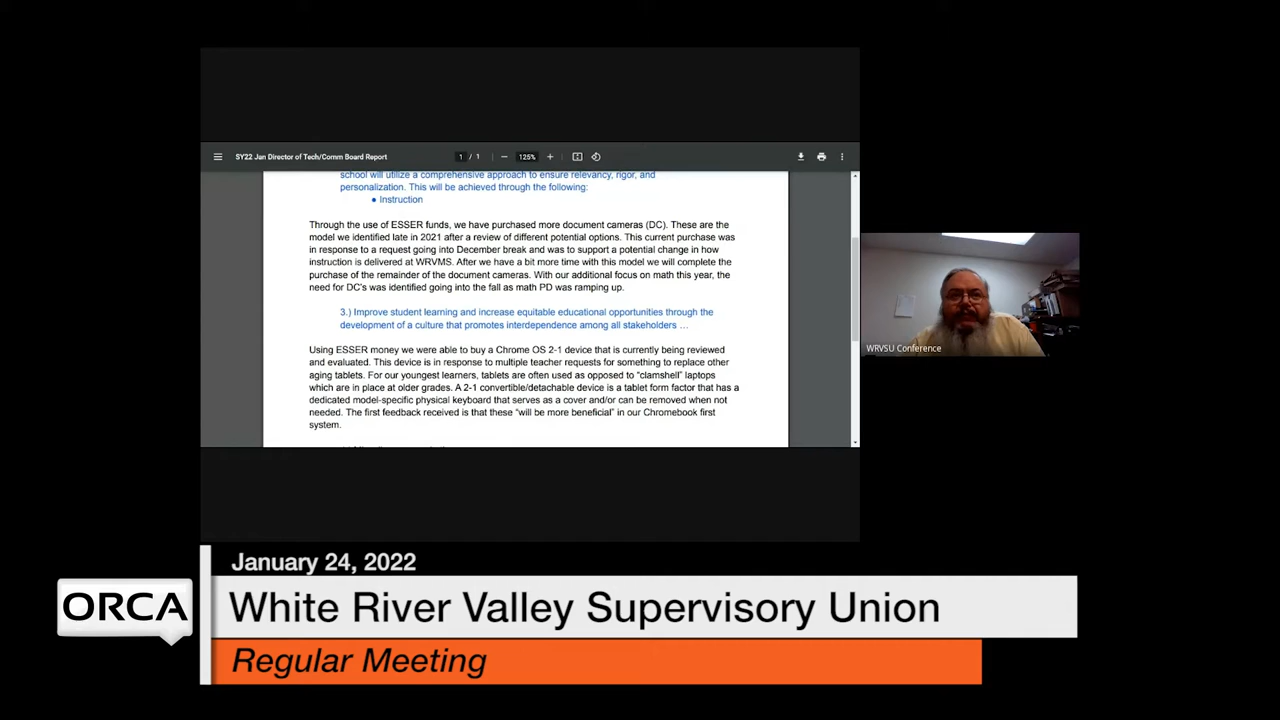 SY22 Jan Director of Tech/Comm Board Report
1 / 1
125%
school will utilize a comprehensive approach to ensure relevancy, rigor, and
personalization. This will be achieved through the following:
● Instruction
Through the use of ESSER funds, we have purchased more document cameras (DC). These are the
model we identified late in 2021 after a review of different potential options. This current purchase was
in response to a request going into December break and was to support a potential change in how
instruction is delivered at WRVMS. After we have a bit more time with this model we will complete the
purchase of the remainder of the document cameras. With our additional focus on math this year, the
need for DC's was identified going into the fall as math PD was ramping up.
3.) Improve student learning and increase equitable educational opportunities through the
development of a culture that promotes interdependence among all stakeholders …
Using ESSER money we were able to buy a Chrome OS 2-1 device that is currently being reviewed
and evaluated. This device is in response to multiple teacher requests for something to replace other
aging tablets. For our youngest learners, tablets are often used as opposed to “clamshell” laptops
which are in place at older grades. A 2-1 convertible/detachable device is a tablet form factor that has a
dedicated model-specific physical keyboard that serves as a cover and/or can be removed when not
needed. The first feedback received is that these “will be more beneficial” in our Chromebook first
system.
WRVSU Conference
January 24, 2022
ORCA
White River Valley Supervisory Union
Regular Meeting